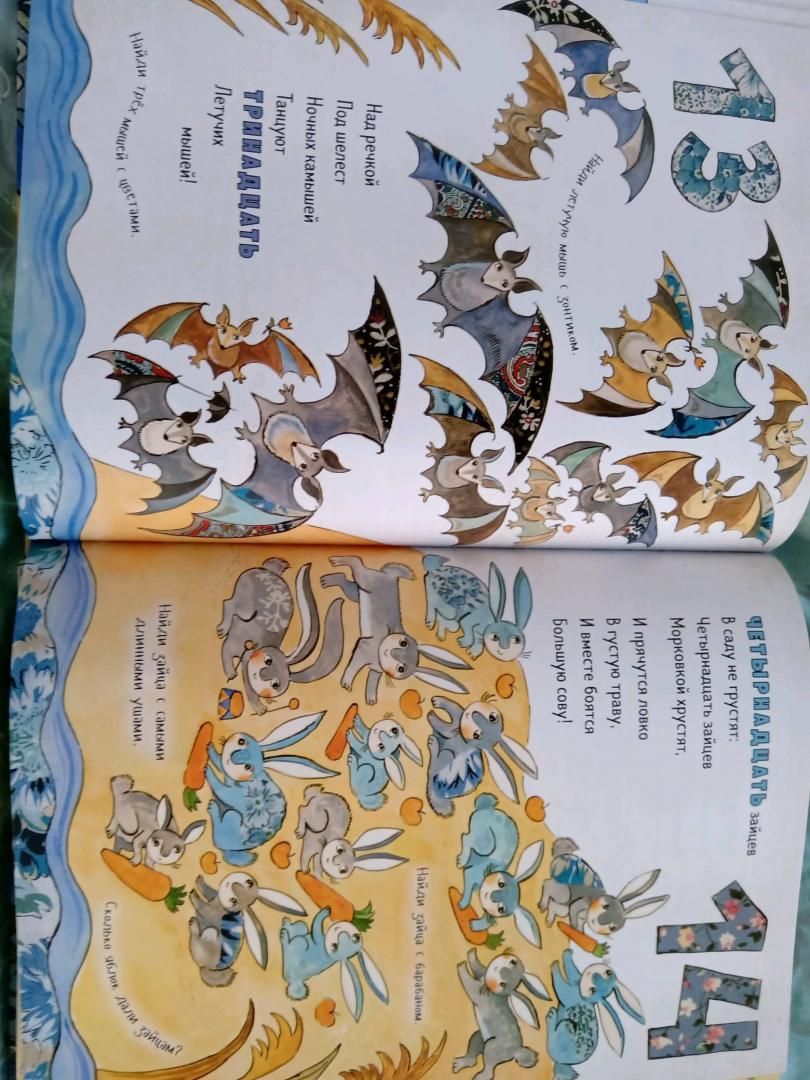 13
Найди летучую мышь с зонтиком.
Над речкой
Под шелест
Ночных камышей
Танцуют
ТРИНАДЦАТЬ
Летучих
мышей!
Найди трёх мышей с цветами.
ЧЕТЫРНАДЦАТЬ зайцев
В саду не грустят:
Четырнадцать зайцев
Морковкой хрустят,
И прячутся ловко
В густую траву,
И вместе боятся
Большую сову!
14
Найди зайца с барабаном.
Найди зайца с самыми
длинными ушами.
Сколько яблок дали зайцам?